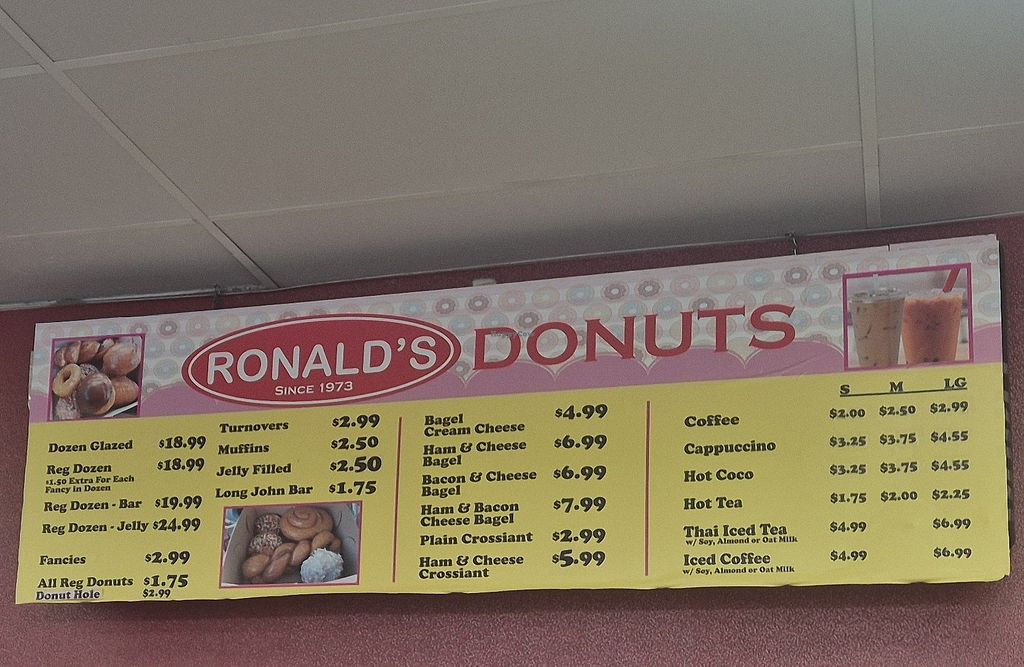 RONALD'S
SINCE 1973
DONUTS
Dozen Glazed $18.99
Reg Dozen $18.99
$1.50 Extra For Each
Fancy in Dozen
Reg Dozen - Bar $19.99
Reg Dozen - Jelly $24.99
Fancies $2.99
All Reg Donuts $1.75
Donut Hole $2.99
Turnovers $2.99
Muffins $2.50
Jelly Filled $2.50
Long John Bar $1.75
Bagel
Cream Cheese $4.99
Ham & Cheese
Bagel $6.99
Bacon & Cheese
Bagel $6.99
Ham & Bacon
Cheese Bagel $7.99
Plain Crossiant $2.99
Ham & Cheese
Crossiant $5.99
S M LG
Coffee $2.00 $2.50 $2.99
Cappuccino $3.25 $3.75 $4.55
Hot Coco $3.25 $3.75 $4.55
Hot Tea $1.75 $2.00 $2.25
Thai Iced Tea $4.99 $6.99
w/ Soy, Almond or Oat Milk
Iced Coffee $4.99 $6.99
w/ Soy, Almond or Oat Milk